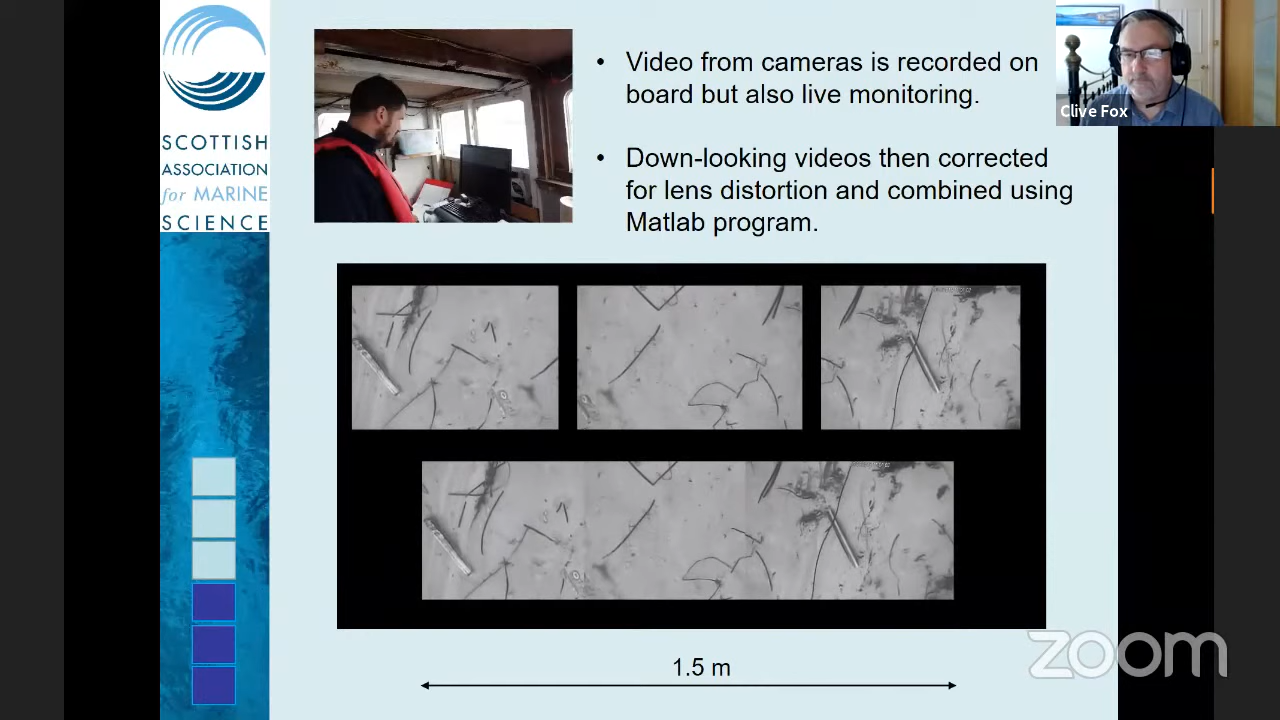 SCOTTISH
ASSOCIATION
for MARINE
SCIENCE
• Video from cameras is recorded on
board but also live monitoring.
• Down-looking videos then corrected
for lens distortion and combined using
Matlab program.
Clive Fox
1.5 m
zoom